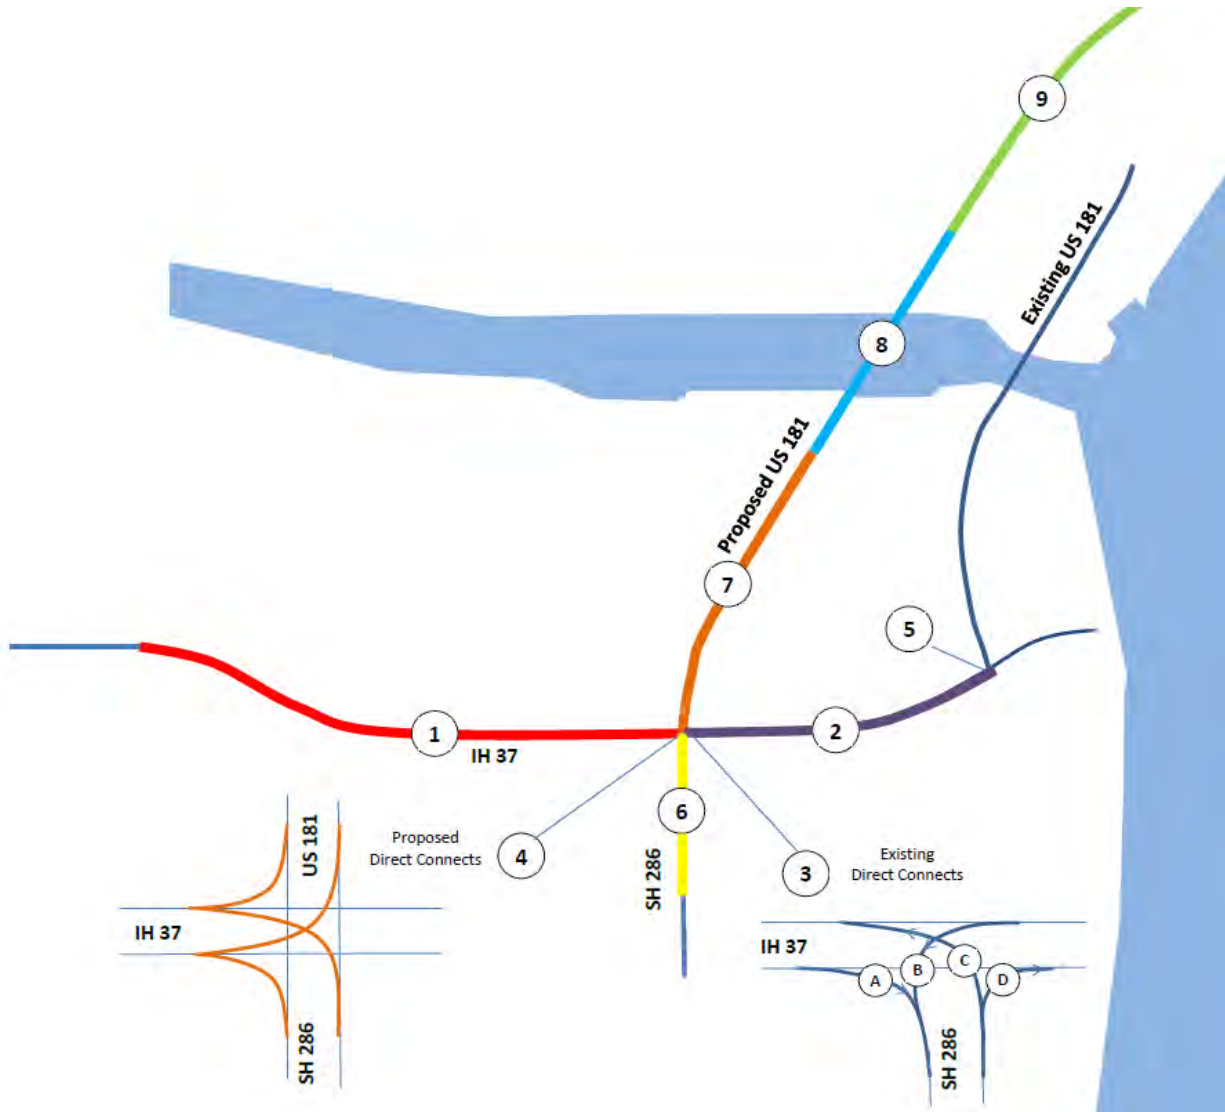 9
Existing US 181
8
Proposed US 181
7
5
1
2
IH 37
6
Proposed
Direct Connects
4
SH 286
3
Existing
Direct Connects
US 181
IH 37
SH 286
IH 37
A
B
C
D
SH 286